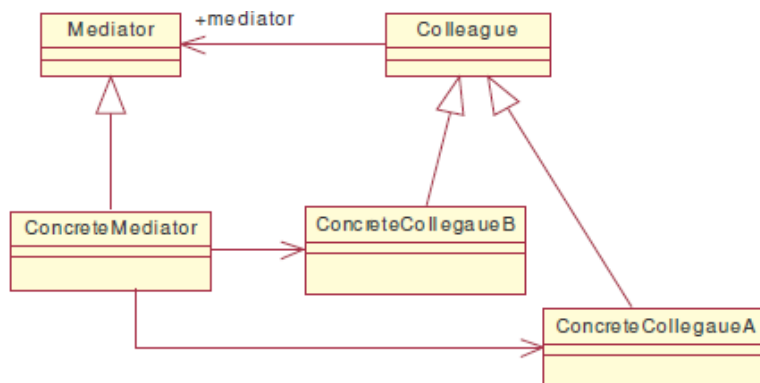 Mediator
+mediator
Colleague
ConcreteMediator
ConcreteCollegaueB
ConcreteCollegaueA